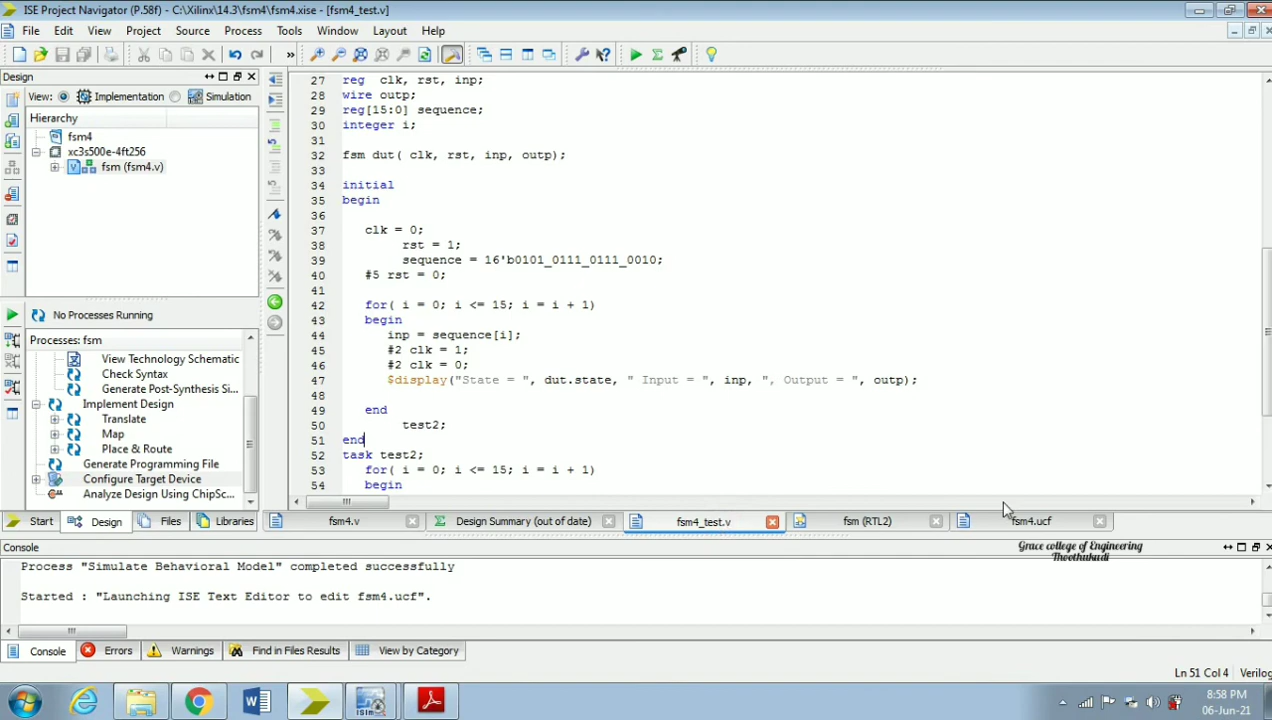 ISE Project Navigator (P.58f) - C:\Xilinx\14.3\fsm4\fsm4.xise - [fsm4_test.v]
File Edit View Project Source Process Tools Window Layout Help
Design
View: Implementation Simulation
Hierarchy
fsm4
xc3s500e-4ft256
fsm (fsm4.v)
No Processes Running
Processes: fsm
View Technology Schematic
Check Syntax
Generate Post-Synthesis Si...
Implement Design
Translate
Map
Place & Route
Generate Programming File
Configure Target Device
Analyze Design Using ChipSc...
Start Design Files Libraries
27 reg  clk, rst, inp;
28 wire outp;
29 reg[15:0] sequence;
30 integer i;
31
32 fsm dut( clk, rst, inp, outp);
33
34 initial
35 begin
36
37    clk = 0;
38         rst = 1;
39         sequence = 16'b0101_0111_0111_0010;
40    #5 rst = 0;
41
42    for( i = 0; i <= 15; i = i + 1)
43    begin
44       inp = sequence[i];
45       #2 clk = 1;
46       #2 clk = 0;
47       $display("State = ", dut.state, " Input = ", inp, ", Output = ", outp);
48
49    end
50         test2;
51 end
52 task test2;
53    for( i = 0; i <= 15; i = i + 1)
54    begin
fsm4.v Design Summary (out of date) fsm4_test.v fsm (RTL2) fsm4.ucf
Grace college of Engineering
Thoothukudi
Console
Process "Simulate Behavioral Model" completed successfully
Started : "Launching ISE Text Editor to edit fsm4.ucf".
Console Errors Warnings Find in Files Results View by Category
Ln 51 Col 4 Verilog
8:58 PM
06-Jun-21